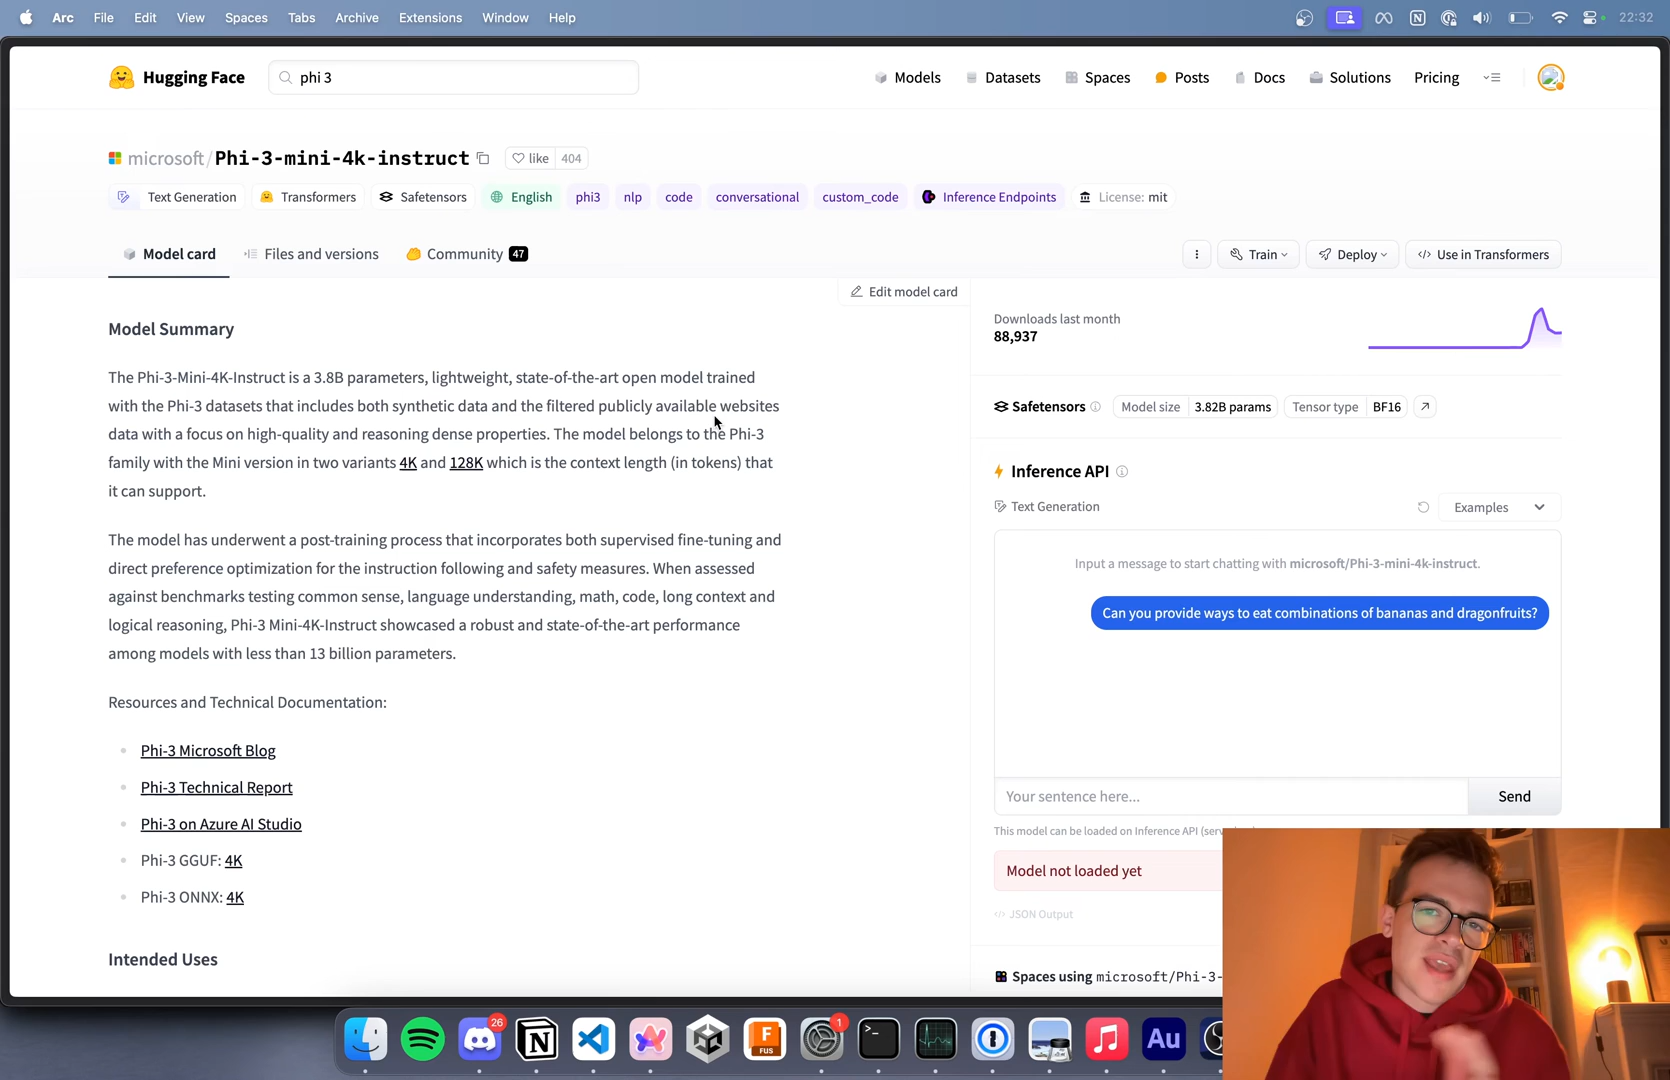 Arc File Edit View Spaces Tabs Archive Extensions Window Help 22:32
Hugging Face phi 3 Models Datasets Spaces Posts Docs Solutions Pricing
microsoft/Phi-3-mini-4k-instruct like 404
Text Generation Transformers Safetensors English phi3 nlp code conversational custom_code Inference Endpoints License: mit
Model card Files and versions Community 47 Train Deploy Use in Transformers
Edit model card
Model Summary
The Phi-3-Mini-4K-Instruct is a 3.8B parameters, lightweight, state-of-the-art open model trained
with the Phi-3 datasets that includes both synthetic data and the filtered publicly available websites
data with a focus on high-quality and reasoning dense properties. The model belongs to the Phi-3
family with the Mini version in two variants 4K and 128K which is the context length (in tokens) that
it can support.
The model has underwent a post-training process that incorporates both supervised fine-tuning and
direct preference optimization for the instruction following and safety measures. When assessed
against benchmarks testing common sense, language understanding, math, code, long context and
logical reasoning, Phi-3 Mini-4K-Instruct showcased a robust and state-of-the-art performance
among models with less than 13 billion parameters.
Resources and Technical Documentation:
Phi-3 Microsoft Blog
Phi-3 Technical Report
Phi-3 on Azure AI Studio
Phi-3 GGUF: 4K
Phi-3 ONNX: 4K
Intended Uses
Downloads last month
88,937
Safetensors Model size 3.82B params Tensor type BF16
Inference API
Text Generation Examples
Input a message to start chatting with microsoft/Phi-3-mini-4k-instruct.
Can you provide ways to eat combinations of bananas and dragonfruits?
Your sentence here... Send
This model can be loaded on Inference API
Model not loaded yet
JSON Output
Spaces using microsoft/Phi-3-
26 N F FUS 1 >_ Au